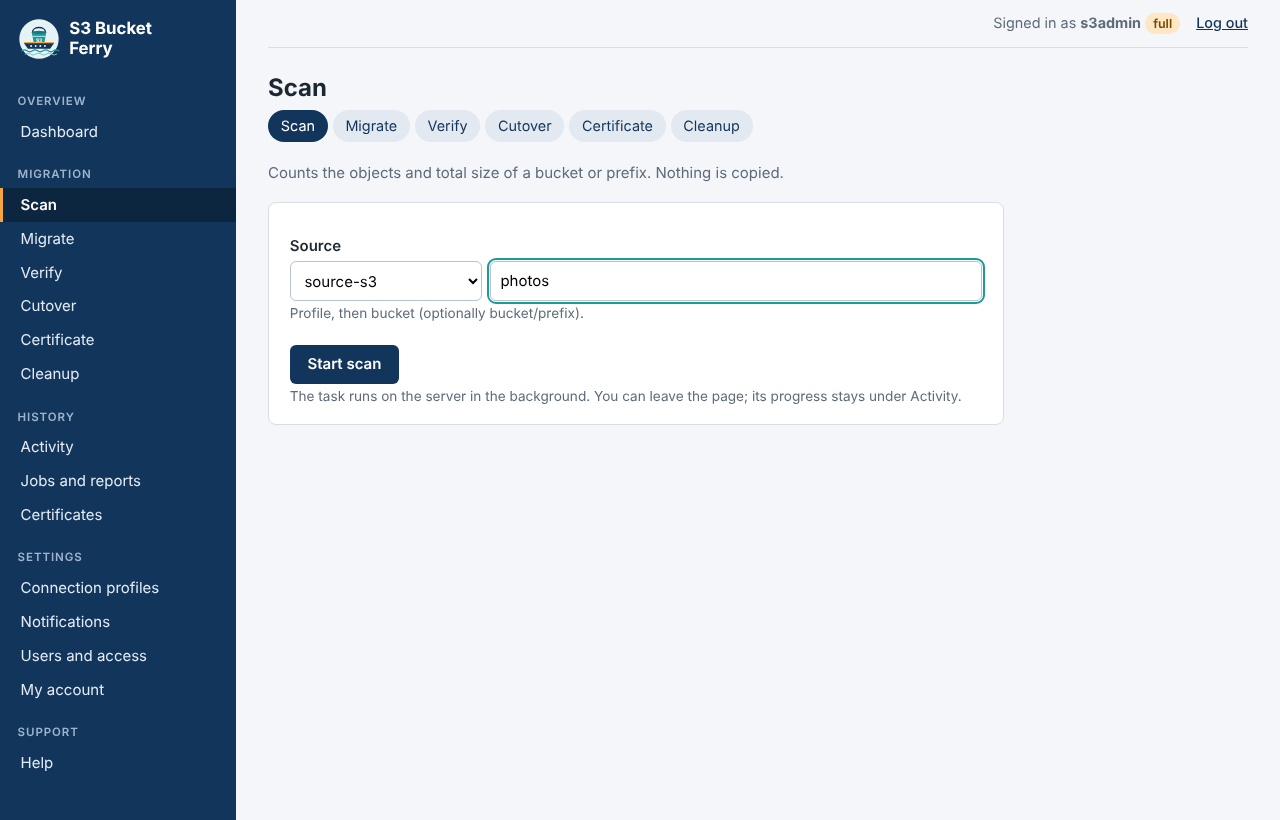 S3 Bucket
Ferry
OVERVIEW
Dashboard
MIGRATION
Scan
Migrate
Verify
Cutover
Certificate
Cleanup
HISTORY
Activity
Jobs and reports
Certificates
SETTINGS
Connection profiles
Notifications
Users and access
My account
SUPPORT
Help
Signed in as s3admin full Log out
Scan
Scan Migrate Verify Cutover Certificate Cleanup
Counts the objects and total size of a bucket or prefix. Nothing is copied.
Source
source-s3 photos
Profile, then bucket (optionally bucket/prefix).
Start scan
The task runs on the server in the background. You can leave the page; its progress stays under Activity.